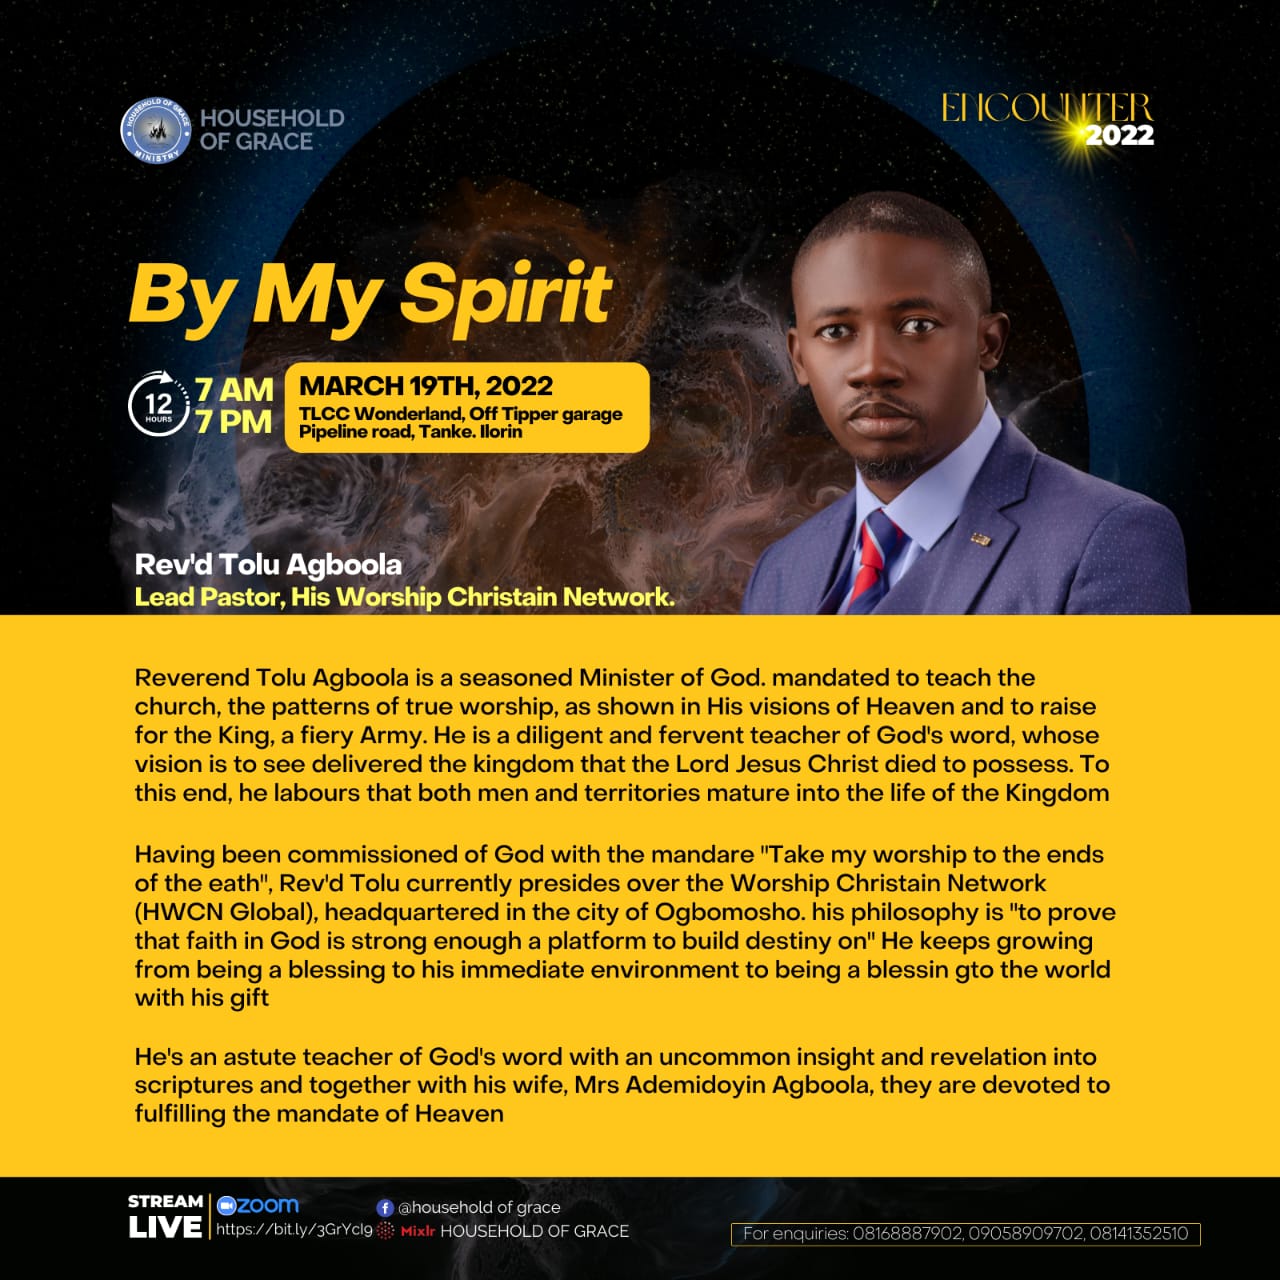 HOUSEHOLD OF GRACE
MINISTRY
HOUSEHOLD
OF GRACE
ENCOUNTER
2022
By My Spirit
12
HOURS
7 AM
7 PM
MARCH 19TH, 2022
TLCC Wonderland, Off Tipper garage
Pipeline road, Tanke. Ilorin
Rev'd Tolu Agboola
Lead Pastor, His Worship Christain Network.
Reverend Tolu Agboola is a seasoned Minister of God. mandated to teach the
church, the patterns of true worship, as shown in His visions of Heaven and to raise
for the King, a fiery Army. He is a diligent and fervent teacher of God's word, whose
vision is to see delivered the kingdom that the Lord Jesus Christ died to possess. To
this end, he labours that both men and territories mature into the life of the Kingdom
Having been commissioned of God with the mandare "Take my worship to the ends
of the eath", Rev'd Tolu currently presides over the Worship Christain Network
(HWCN Global), headquartered in the city of Ogbomosho. his philosophy is "to prove
that faith in God is strong enough a platform to build destiny on" He keeps growing
from being a blessing to his immediate environment to being a blessin gto the world
with his gift
He's an astute teacher of God's word with an uncommon insight and revelation into
scriptures and together with his wife, Mrs Ademidoyin Agboola, they are devoted to
fulfilling the mandate of Heaven
STREAM
LIVE
zoom
https://bit.ly/3GrYcI9
@household of grace
Mixlr HOUSEHOLD OF GRACE
For enquiries: 08168887902, 09058909702, 08141352510